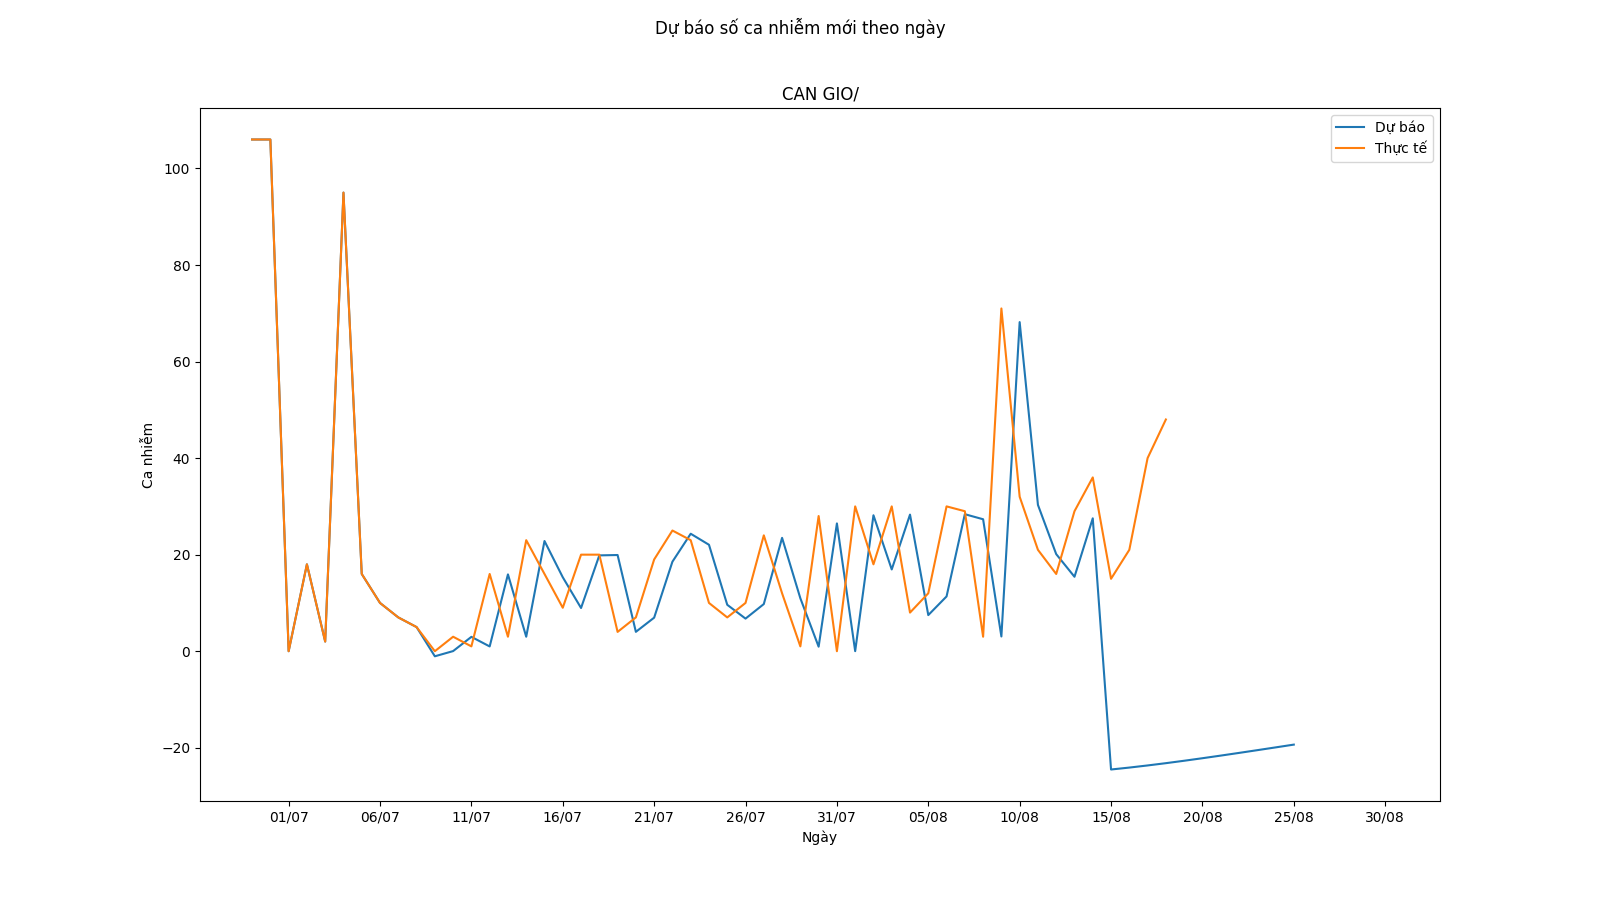 Dự báo số ca nhiễm mới theo ngày
CAN GIO/
Dự báo
Thực tế
100
80
60
40
20
0
−20
Ca nhiễm
01/07 06/07 11/07 16/07 21/07 26/07 31/07 05/08 10/08 15/08 20/08 25/08 30/08
Ngày